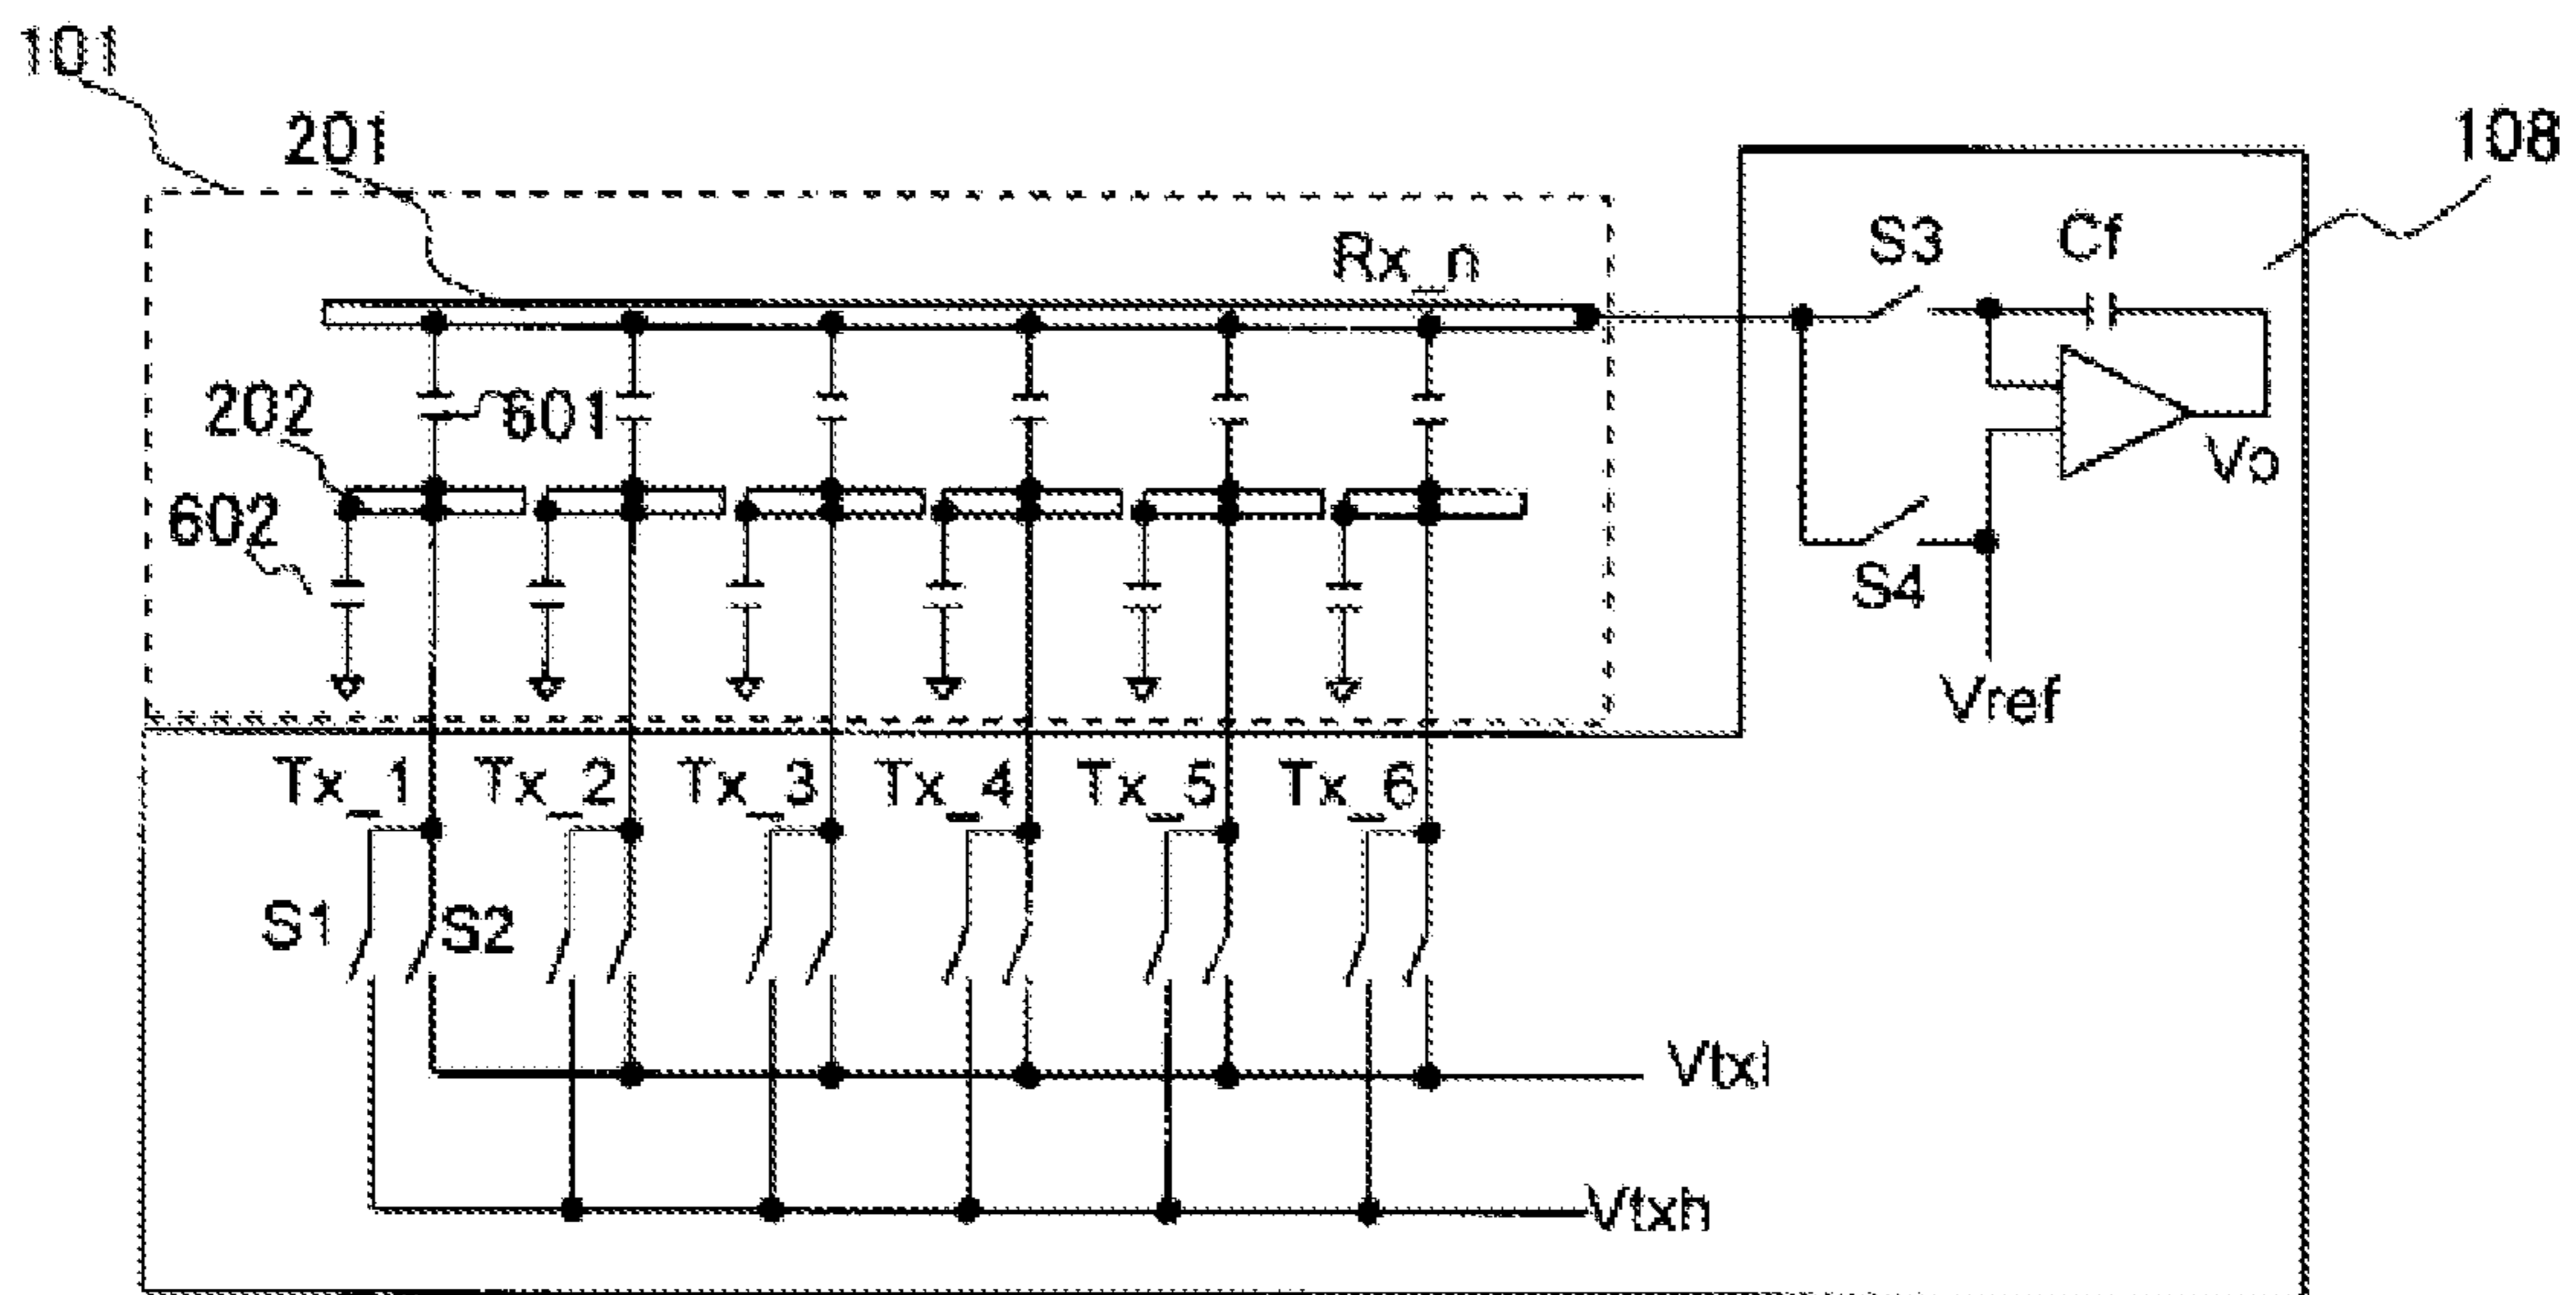 101
201
108
Rx_n
S3
Cf
202
601
Vo
602
S4
Vref
Tx_1
Tx_2
Tx_3
Tx_4
Tx_5
Tx_6
S1
S2
Vtxl
Vtxh